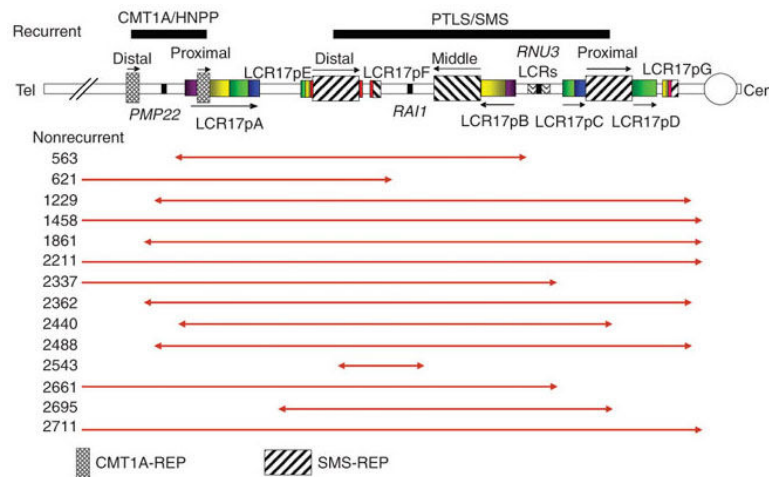 CMT1A/HNPP PTLS/SMS
Recurrent
Distal Proximal LCR17pE Distal LCR17pF Middle RNU3 LCRs Proximal LCR17pG
Tel Cen
PMP22 LCR17pA RAI1 LCR17pB LCR17pC LCR17pD
Nonrecurrent
563
621
1229
1458
1861
2211
2337
2362
2440
2488
2543
2661
2695
2711
CMT1A-REP SMS-REP